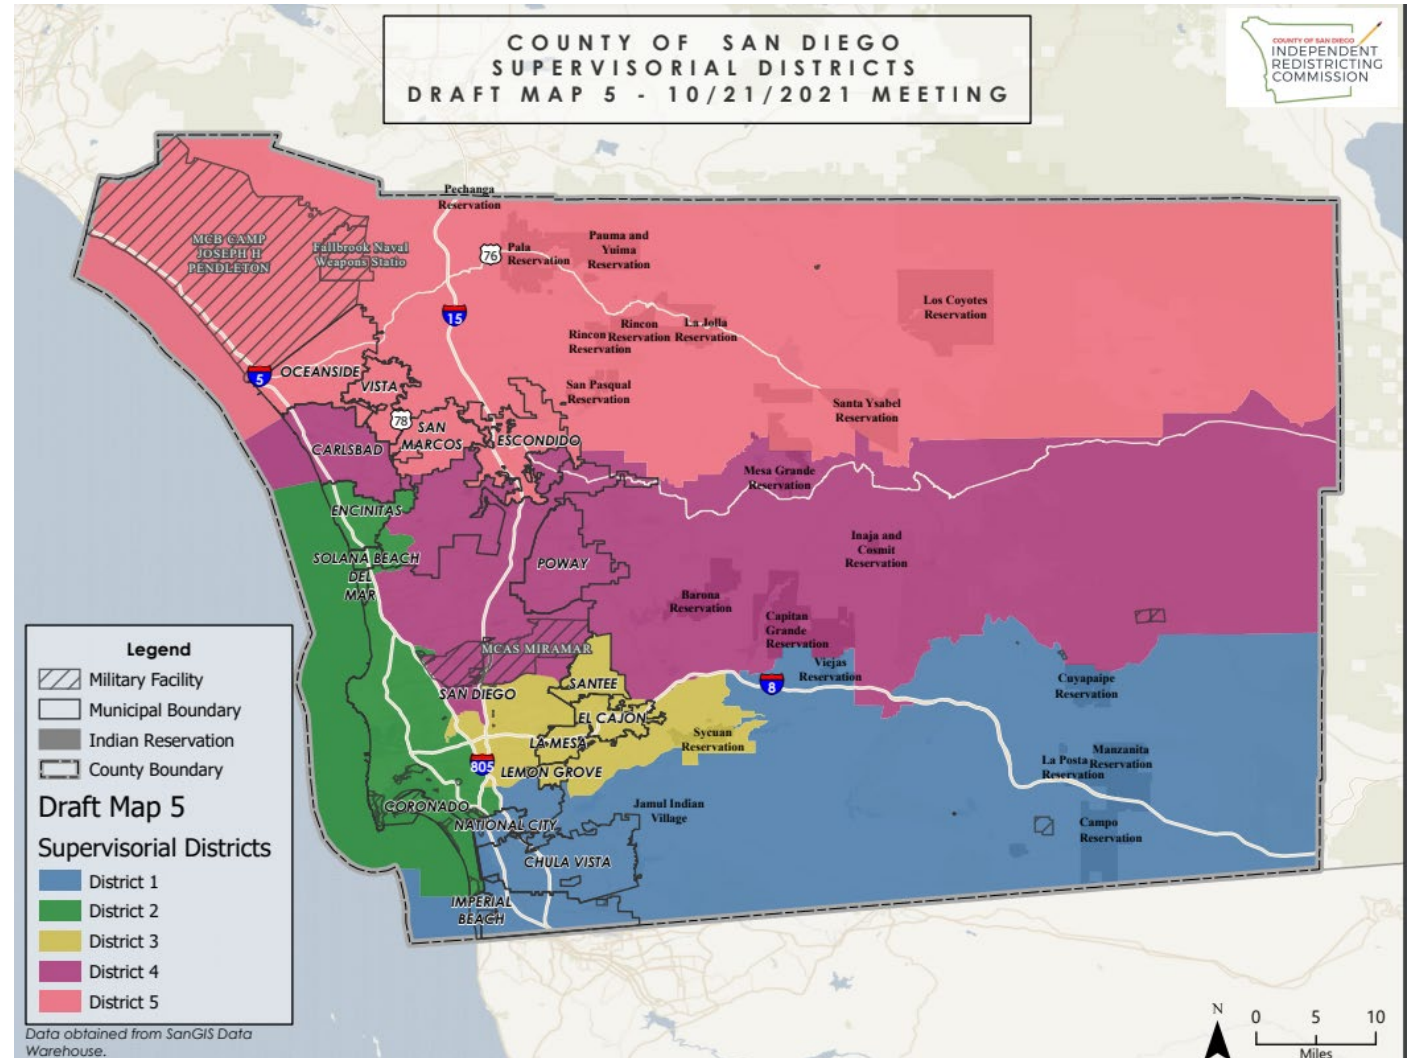 COUNTY OF SAN DIEGO
SUPERVISORIAL DISTRICTS
DRAFT MAP 5 - 10/21/2021 MEETING
COUNTY OF SAN DIEGO
INDEPENDENT
REDISTRICTING
COMMISSION
Pechanga
Reservation
MCB CAMP
JOSEPH H
PENDLETON
Fallbrook Naval
Weapons Statio
76
Pala
Reservation
Pauma and
Yuima
Reservation
15
Los Coyotes
Reservation
Rincon
Reservation
Rincon
Reservation
La Jolla
Reservation
5
OCEANSIDE
VISTA
San Pasqual
Reservation
Santa Ysabel
Reservation
78
SAN
MARCOS
ESCONDIDO
CARLSBAD
Mesa Grande
Reservation
ENCINITAS
Inaja and
Cosmit
Reservation
SOLANA BEACH
DEL
MAR
POWAY
Barona
Reservation
Capitan
Grande
Reservation
MCAS MIRAMAR
Viejas
Reservation
8
SAN DIEGO
SANTEE
Cuyapaipe
Reservation
EL CAJON
LA MESA
Sycuan
Reservation
805
LEMON GROVE
La Posta
Reservation
Manzanita
Reservation
CORONADO
Jamul Indian
Village
NATIONAL CITY
Campo
Reservation
CHULA VISTA
IMPERIAL
BEACH
Legend
Military Facility
Municipal Boundary
Indian Reservation
County Boundary
Draft Map 5
Supervisorial Districts
District 1
District 2
District 3
District 4
District 5
Data obtained from SanGIS Data
Warehouse.
N
0 5 10
Miles